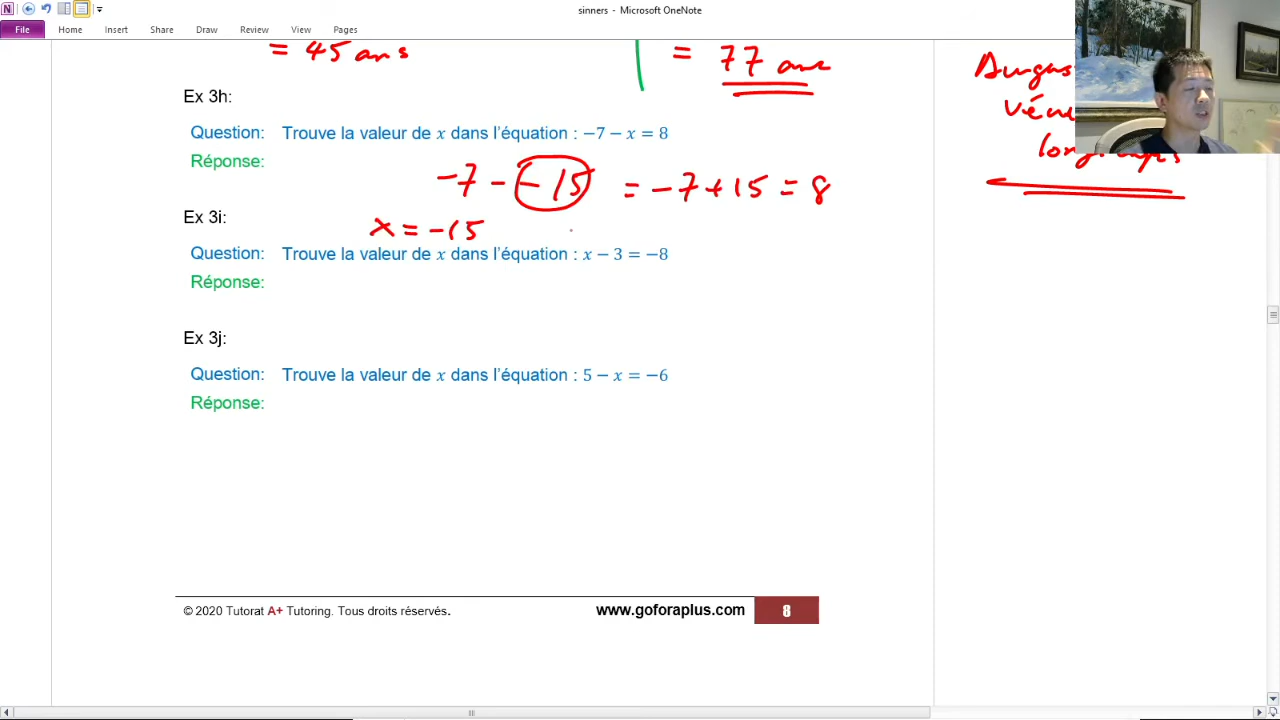 sinners - Microsoft OneNote
File Home Insert Share Draw Review View Pages
= 45 ans
= 77 ans
Ex 3h:
Question: Trouve la valeur de x dans l'équation : −7 − x = 8
Réponse:
-7 - -15 = -7 + 15 = 8
x = -15
Ex 3i:
Question: Trouve la valeur de x dans l'équation : x − 3 = −8
Réponse:
Ex 3j:
Question: Trouve la valeur de x dans l'équation : 5 − x = −6
Réponse:
© 2020 Tutorat A+ Tutoring. Tous droits réservés.
www.goforaplus.com 8